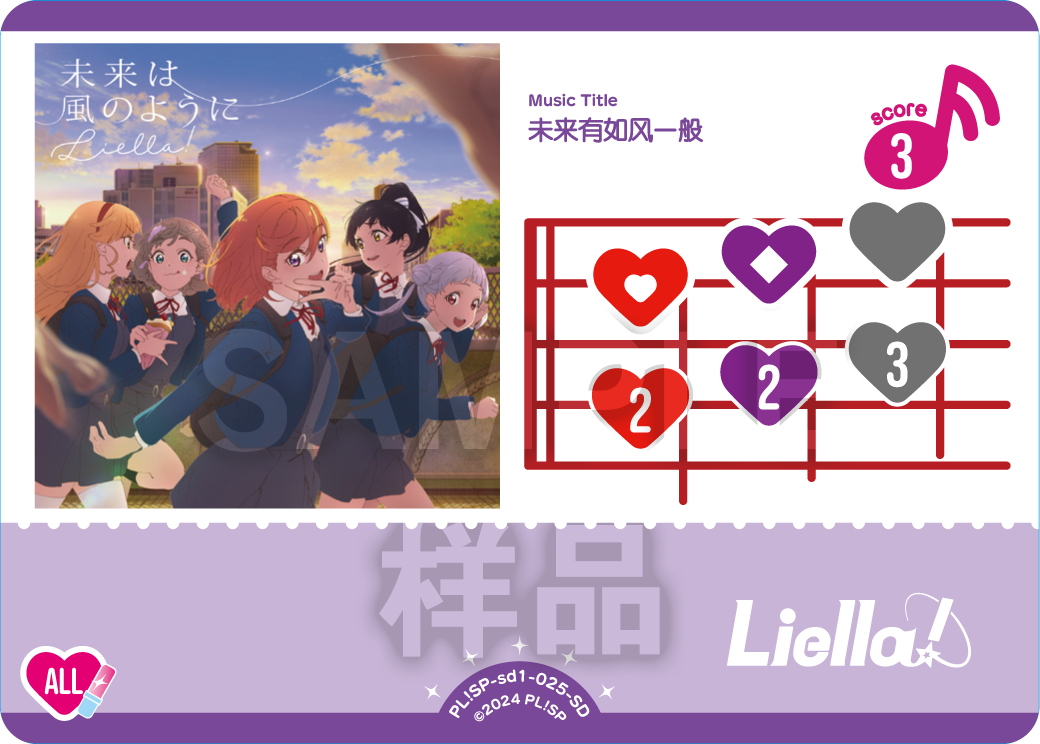 未来は
風のように
Liella!
Music Title
未来有如风一般
score
3
2
2
3
SAMPLE
样品
Liella!
ALL
PL!SP-sd1-025-SD
©2024 PL!SP